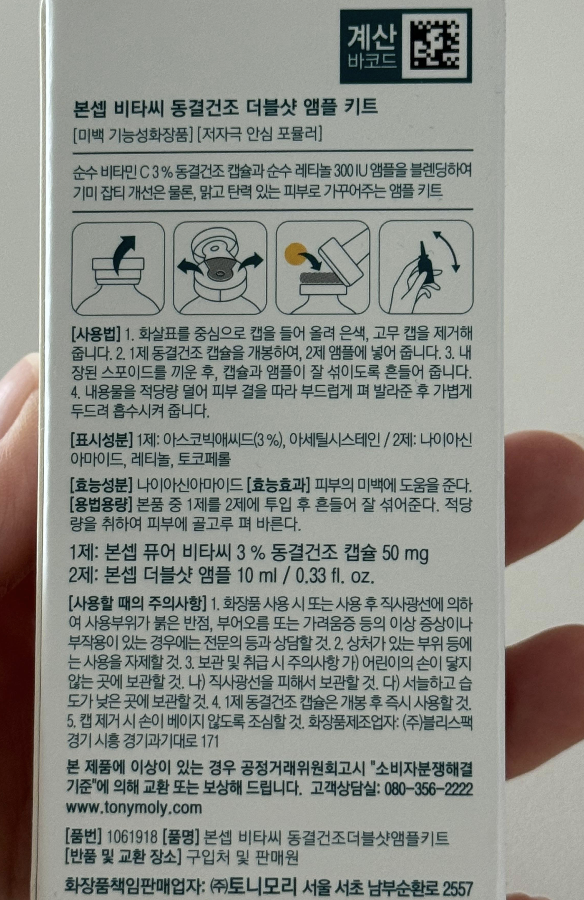 계산
바코드
본셉 비타씨 동결건조 더블샷 앰플 키트
[미백 기능성화장품] [저자극 안심 포뮬러]
순수 비타민 C 3 % 동결건조 캡슐과 순수 레티놀 300 IU 앰플을 블렌딩하여
기미 잡티 개선은 물론, 맑고 탄력 있는 피부로 가꾸어주는 앰플 키트
[사용법] 1. 화살표를 중심으로 캡을 들어 올려 은색, 고무 캡을 제거해
줍니다. 2. 1제 동결건조 캡슐을 개봉하여, 2제 앰플에 넣어 줍니다. 3. 내
장된 스포이드를 끼운 후, 캡슐과 앰플이 잘 섞이도록 흔들어 줍니다.
4. 내용물을 적당량 덜어 피부 결을 따라 부드럽게 펴 발라준 후 가볍게
두드려 흡수시켜 줍니다.
[표시성분] 1제: 아스코빅애씨드(3 %), 아세틸시스테인 / 2제: 나이아신
아마이드, 레티놀, 토코페롤
[효능성분] 나이아신아마이드 [효능효과] 피부의 미백에 도움을 준다.
[용법용량] 본품 중 1제를 2제에 투입 후 흔들어 잘 섞어준다. 적당
량을 취하여 피부에 골고루 펴 바른다.
1제: 본셉 퓨어 비타씨 3 % 동결건조 캡슐 50 mg
2제: 본셉 더블샷 앰플 10 ml / 0.33 fl. oz.
[사용할 때의 주의사항] 1. 화장품 사용 시 또는 사용 후 직사광선에 의하
여 사용부위가 붉은 반점, 부어오름 또는 가려움증 등의 이상 증상이나
부작용이 있는 경우에는 전문의 등과 상담할 것. 2. 상처가 있는 부위 등에
는 사용을 자제할 것. 3. 보관 및 취급 시 주의사항 가) 어린이의 손이 닿지
않는 곳에 보관할 것. 나) 직사광선을 피해서 보관할 것. 다) 서늘하고 습
도가 낮은 곳에 보관할 것. 4. 1제 동결건조 캡슐은 개봉 후 즉시 사용할 것.
5. 캡 제거 시 손이 베이지 않도록 조심할 것. 화장품제조업자: (주)블리스팩
경기 시흥 경기과기대로 171
본 제품에 이상이 있는 경우 공정거래위원회고시 "소비자분쟁해결
기준"에 의해 교환 또는 보상해 드립니다. 고객상담실: 080-356-2222
www.tonymoly.com
[품번] 1061918 [품명] 본셉 비타씨 동결건조더블샷앰플키트
[반품 및 교환 장소] 구입처 및 판매원
화장품책임판매업자: ㈜토니모리 서울 서초 남부순환로 2557